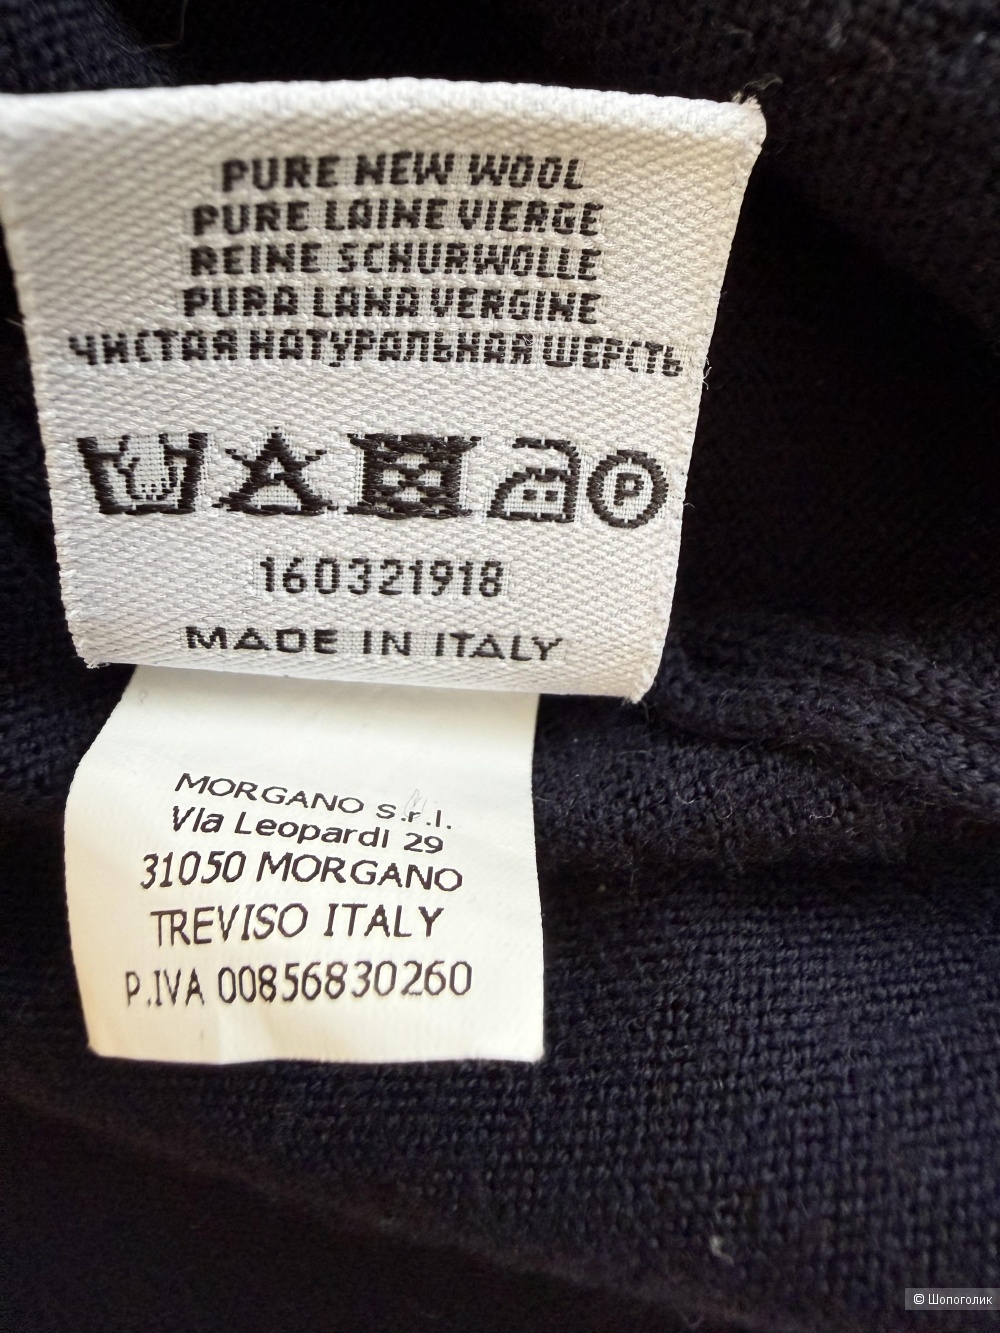 PURE NEW WOOL
PURE LAINE VIERGE
REINE SCHURWOLLE
PURA LANA VERGINE
ЧИСТАЯ НАТУРАЛЬНАЯ ШЕРСТЬ
P
160321918
MADE IN ITALY
MORGANO s.r.l.
Via Leopardi 29
31050 MORGANO
TREVISO ITALY
P.IVA 00856830260
© Шопоголик